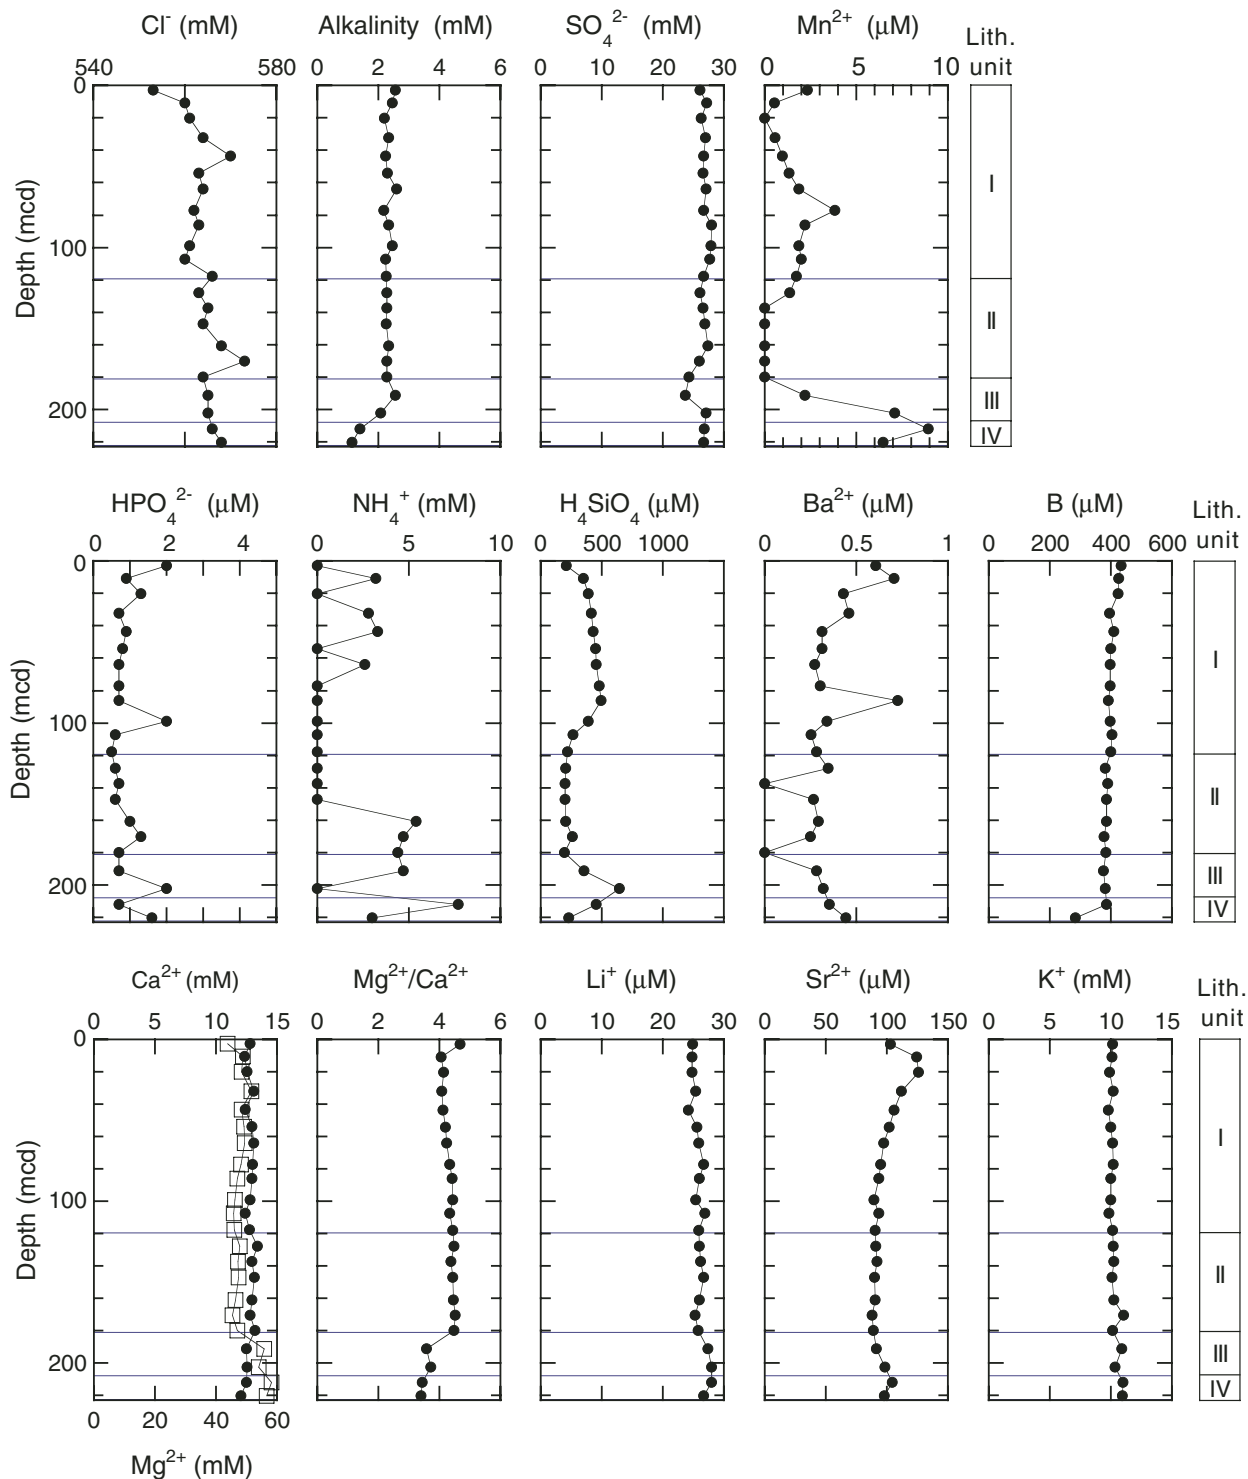 Cl⁻ (mM) Alkalinity (mM) SO₄²⁻ (mM) Mn²⁺ (μM) Lith. unit
540 580 0 2 4 6 0 10 20 30 0 5 10
0
100
200
Depth (mcd)
I
II
III
IV
HPO₄²⁻ (μM) NH₄⁺ (mM) H₄SiO₄ (μM) Ba²⁺ (μM) B (μM) Lith. unit
0 2 4 0 5 10 0 500 1000 0 0.5 1 0 200 400 600
0
100
200
Depth (mcd)
I
II
III
IV
Ca²⁺ (mM) Mg²⁺/Ca²⁺ Li⁺ (μM) Sr²⁺ (μM) K⁺ (mM) Lith. unit
0 5 10 15 0 2 4 6 0 10 20 30 0 50 100 150 0 5 10 15
0
100
200
Depth (mcd)
I
II
III
IV
0 20 40 60
Mg²⁺ (mM)